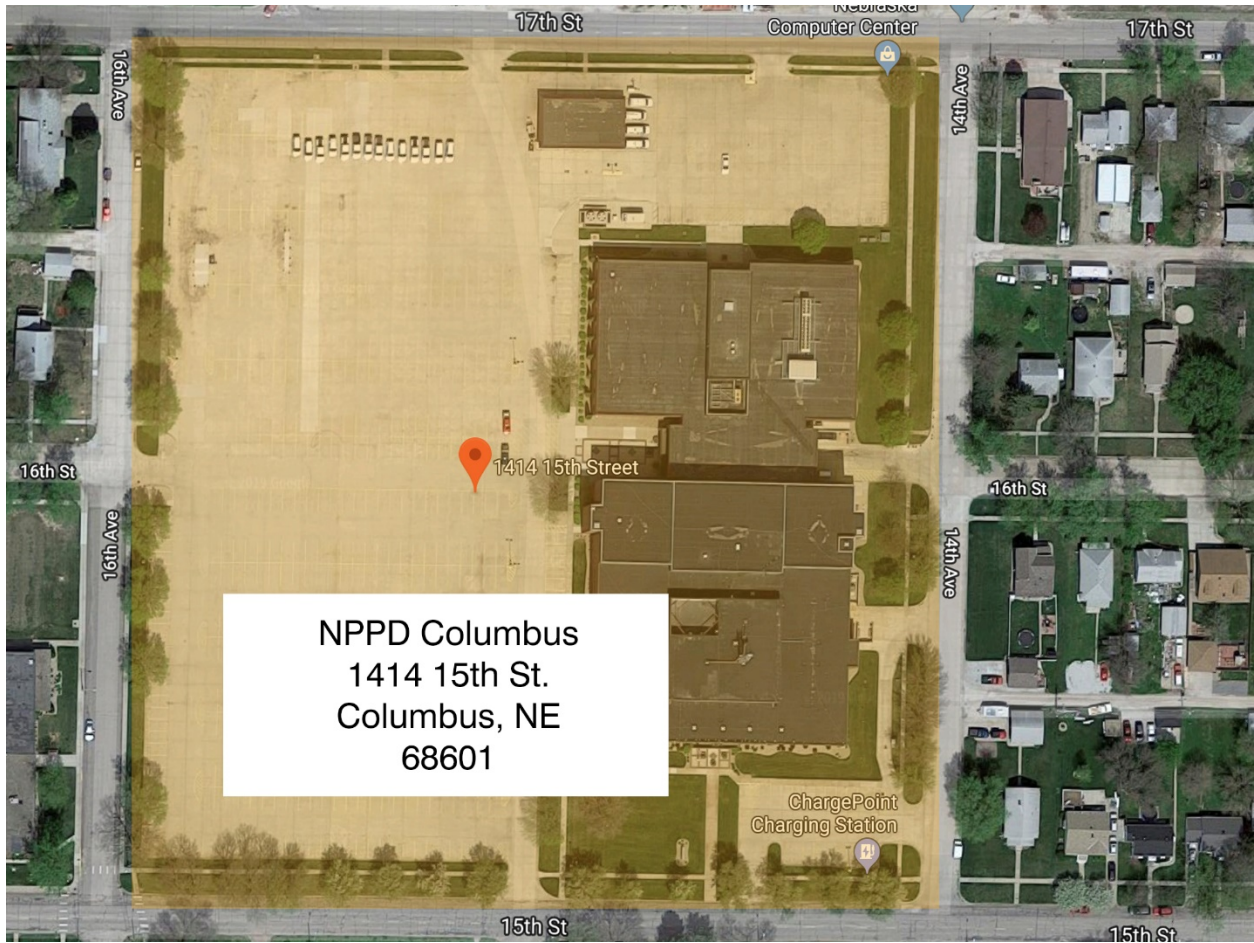 17th St
Nebraska
Computer Center
17th St
16th Ave
14th Ave
1414 15th Street
16th St
16th St
16th Ave
14th Ave
NPPD Columbus
1414 15th St.
Columbus, NE
68601
ChargePoint
Charging Station
15th St
15th St